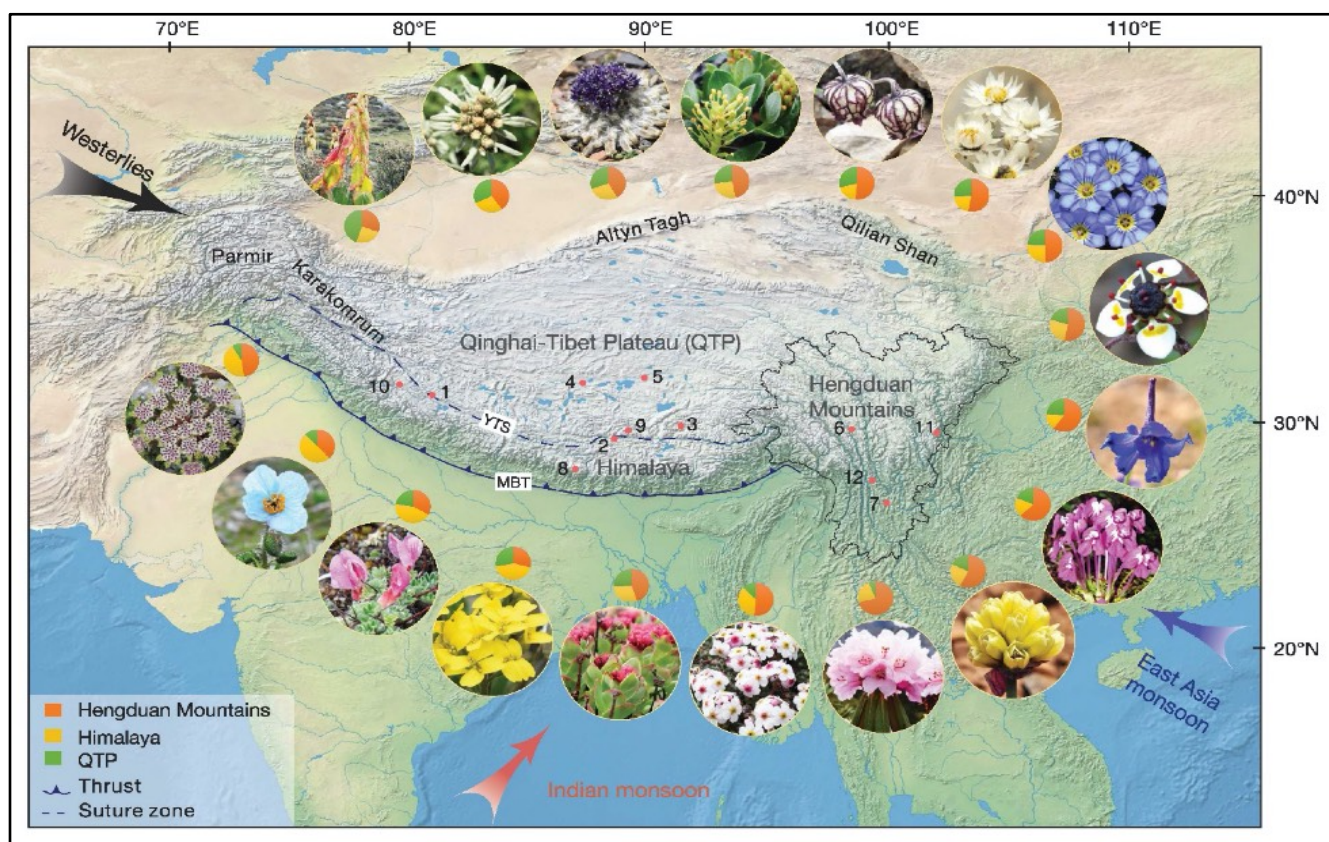 70°E 80°E 90°E 100°E 110°E
Westerlies
40°N
Altyn Tagh
Qilian Shan
Parmir
Karakomrum
Qinghai-Tibet Plateau (QTP)
Hengduan
Mountains
10 1 4 5
30°N
YTS
2 9 3 6 11
8 Himalaya
MBT
12
7
20°N
East Asia
monsoon
Indian monsoon
Hengduan Mountains
Himalaya
QTP
Thrust
Suture zone